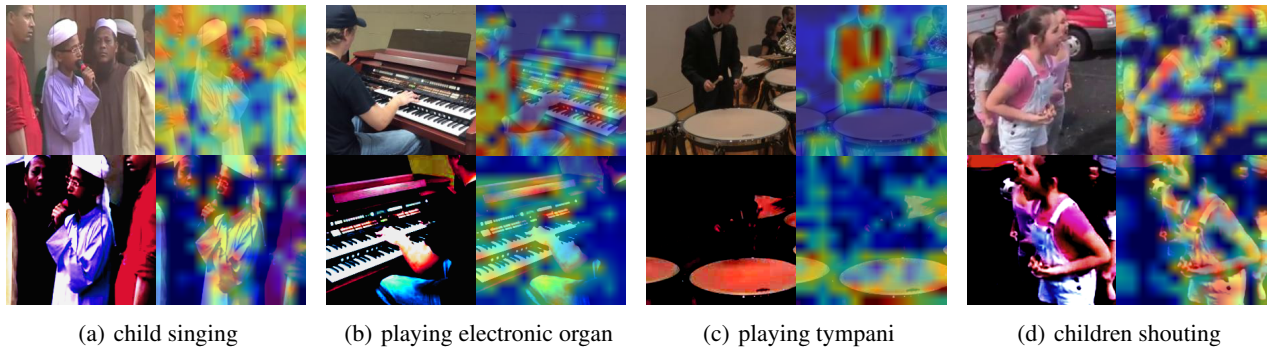 (a) child singing
(b) playing electronic organ
(c) playing tympani
(d) children shouting